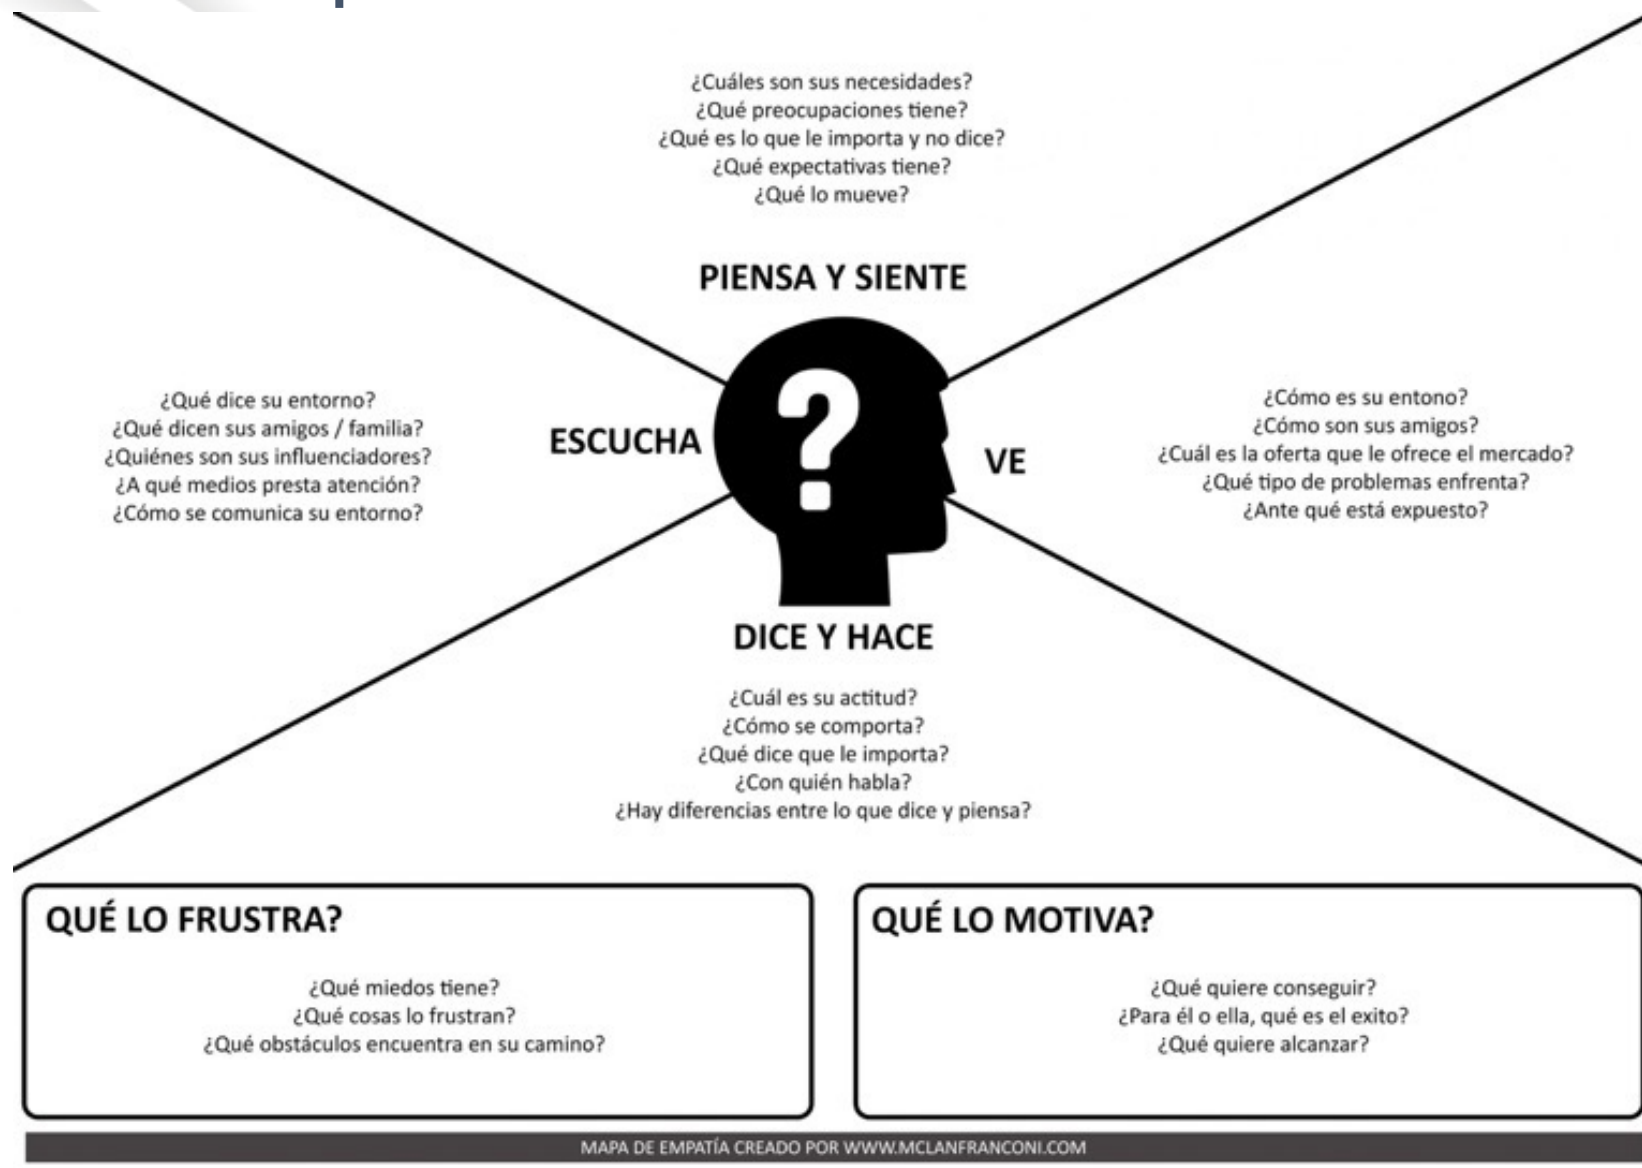 ¿Cuáles son sus necesidades?
¿Qué preocupaciones tiene?
¿Qué es lo que le importa y no dice?
¿Qué expectativas tiene?
¿Qué lo mueve?
PIENSA Y SIENTE
¿Qué dice su entorno?
¿Qué dicen sus amigos / familia?
¿Quiénes son sus influenciadores?
¿A qué medios presta atención?
¿Cómo se comunica su entorno?
ESCUCHA
?
VE
¿Cómo es su entono?
¿Cómo son sus amigos?
¿Cuál es la oferta que le ofrece el mercado?
¿Qué tipo de problemas enfrenta?
¿Ante qué está expuesto?
DICE Y HACE
¿Cuál es su actitud?
¿Cómo se comporta?
¿Qué dice que le importa?
¿Con quién habla?
¿Hay diferencias entre lo que dice y piensa?
QUÉ LO FRUSTRA?
¿Qué miedos tiene?
¿Qué cosas lo frustran?
¿Qué obstáculos encuentra en su camino?
QUÉ LO MOTIVA?
¿Qué quiere conseguir?
¿Para él o ella, qué es el exito?
¿Qué quiere alcanzar?
MAPA DE EMPATÍA CREADO POR WWW.MCLANFRANCONI.COM